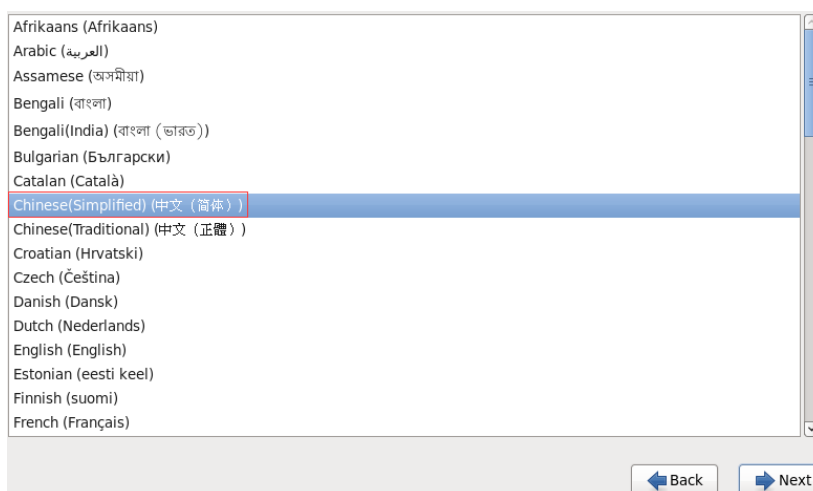 Afrikaans (Afrikaans)
Arabic (العربية)
Assamese (অসমীয়া)
Bengali (বাংলা)
Bengali(India) (বাংলা (ভারত))
Bulgarian (Български)
Catalan (Català)
Chinese(Simplified) (中文（简体）)
Chinese(Traditional) (中文（正體）)
Croatian (Hrvatski)
Czech (Čeština)
Danish (Dansk)
Dutch (Nederlands)
English (English)
Estonian (eesti keel)
Finnish (suomi)
French (Français)
Back
Next